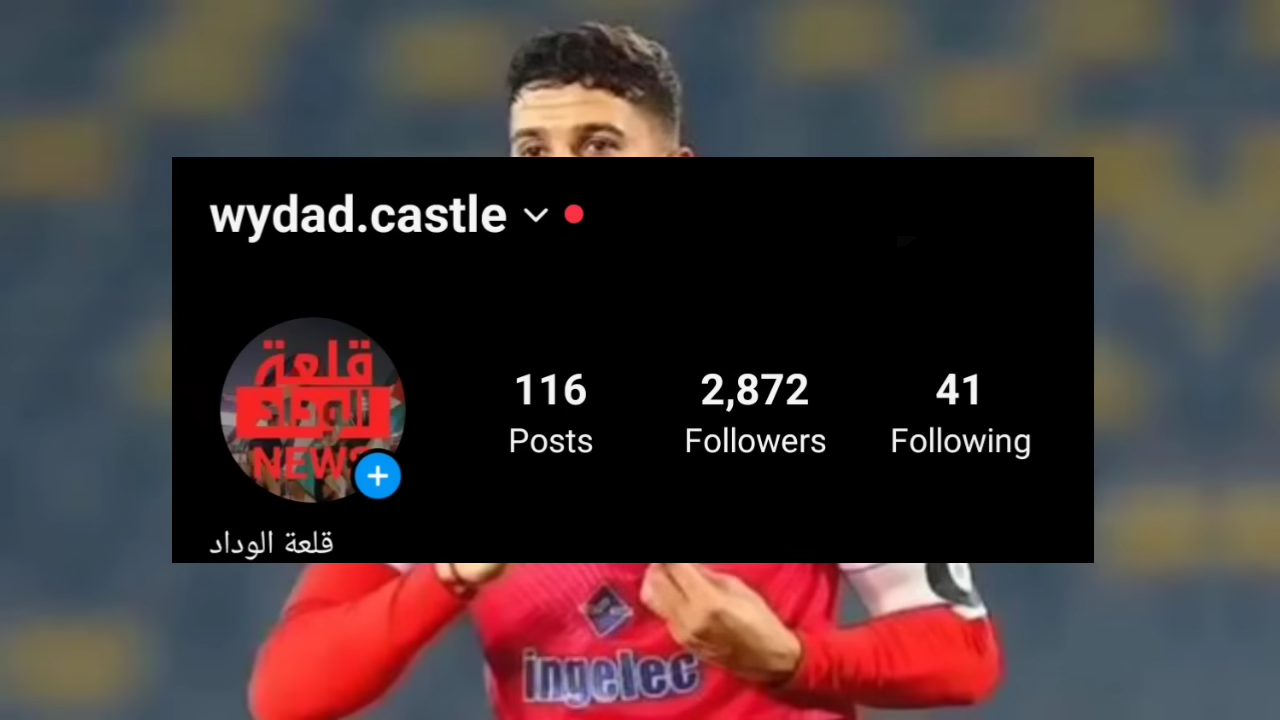 wydad.castle
قلعة
الوداد
NEWS
116
2,872
41
Posts
Followers
Following
قلعة الوداد
ingelec